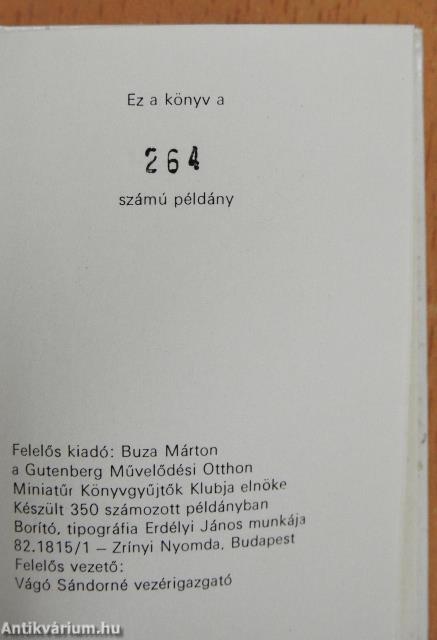 Ez a könyv a
264
számú példány
Felelős kiadó: Buza Márton
a Gutenberg Művelődési Otthon
Miniatűr Könyvgyűjtők Klubja elnöke
Készült 350 számozott példányban
Borító, tipográfia Erdélyi János munkája
82.1815/1 – Zrínyi Nyomda, Budapest
Felelős vezető:
Vágó Sándorné vezérigazgató
Antikvárium.hu